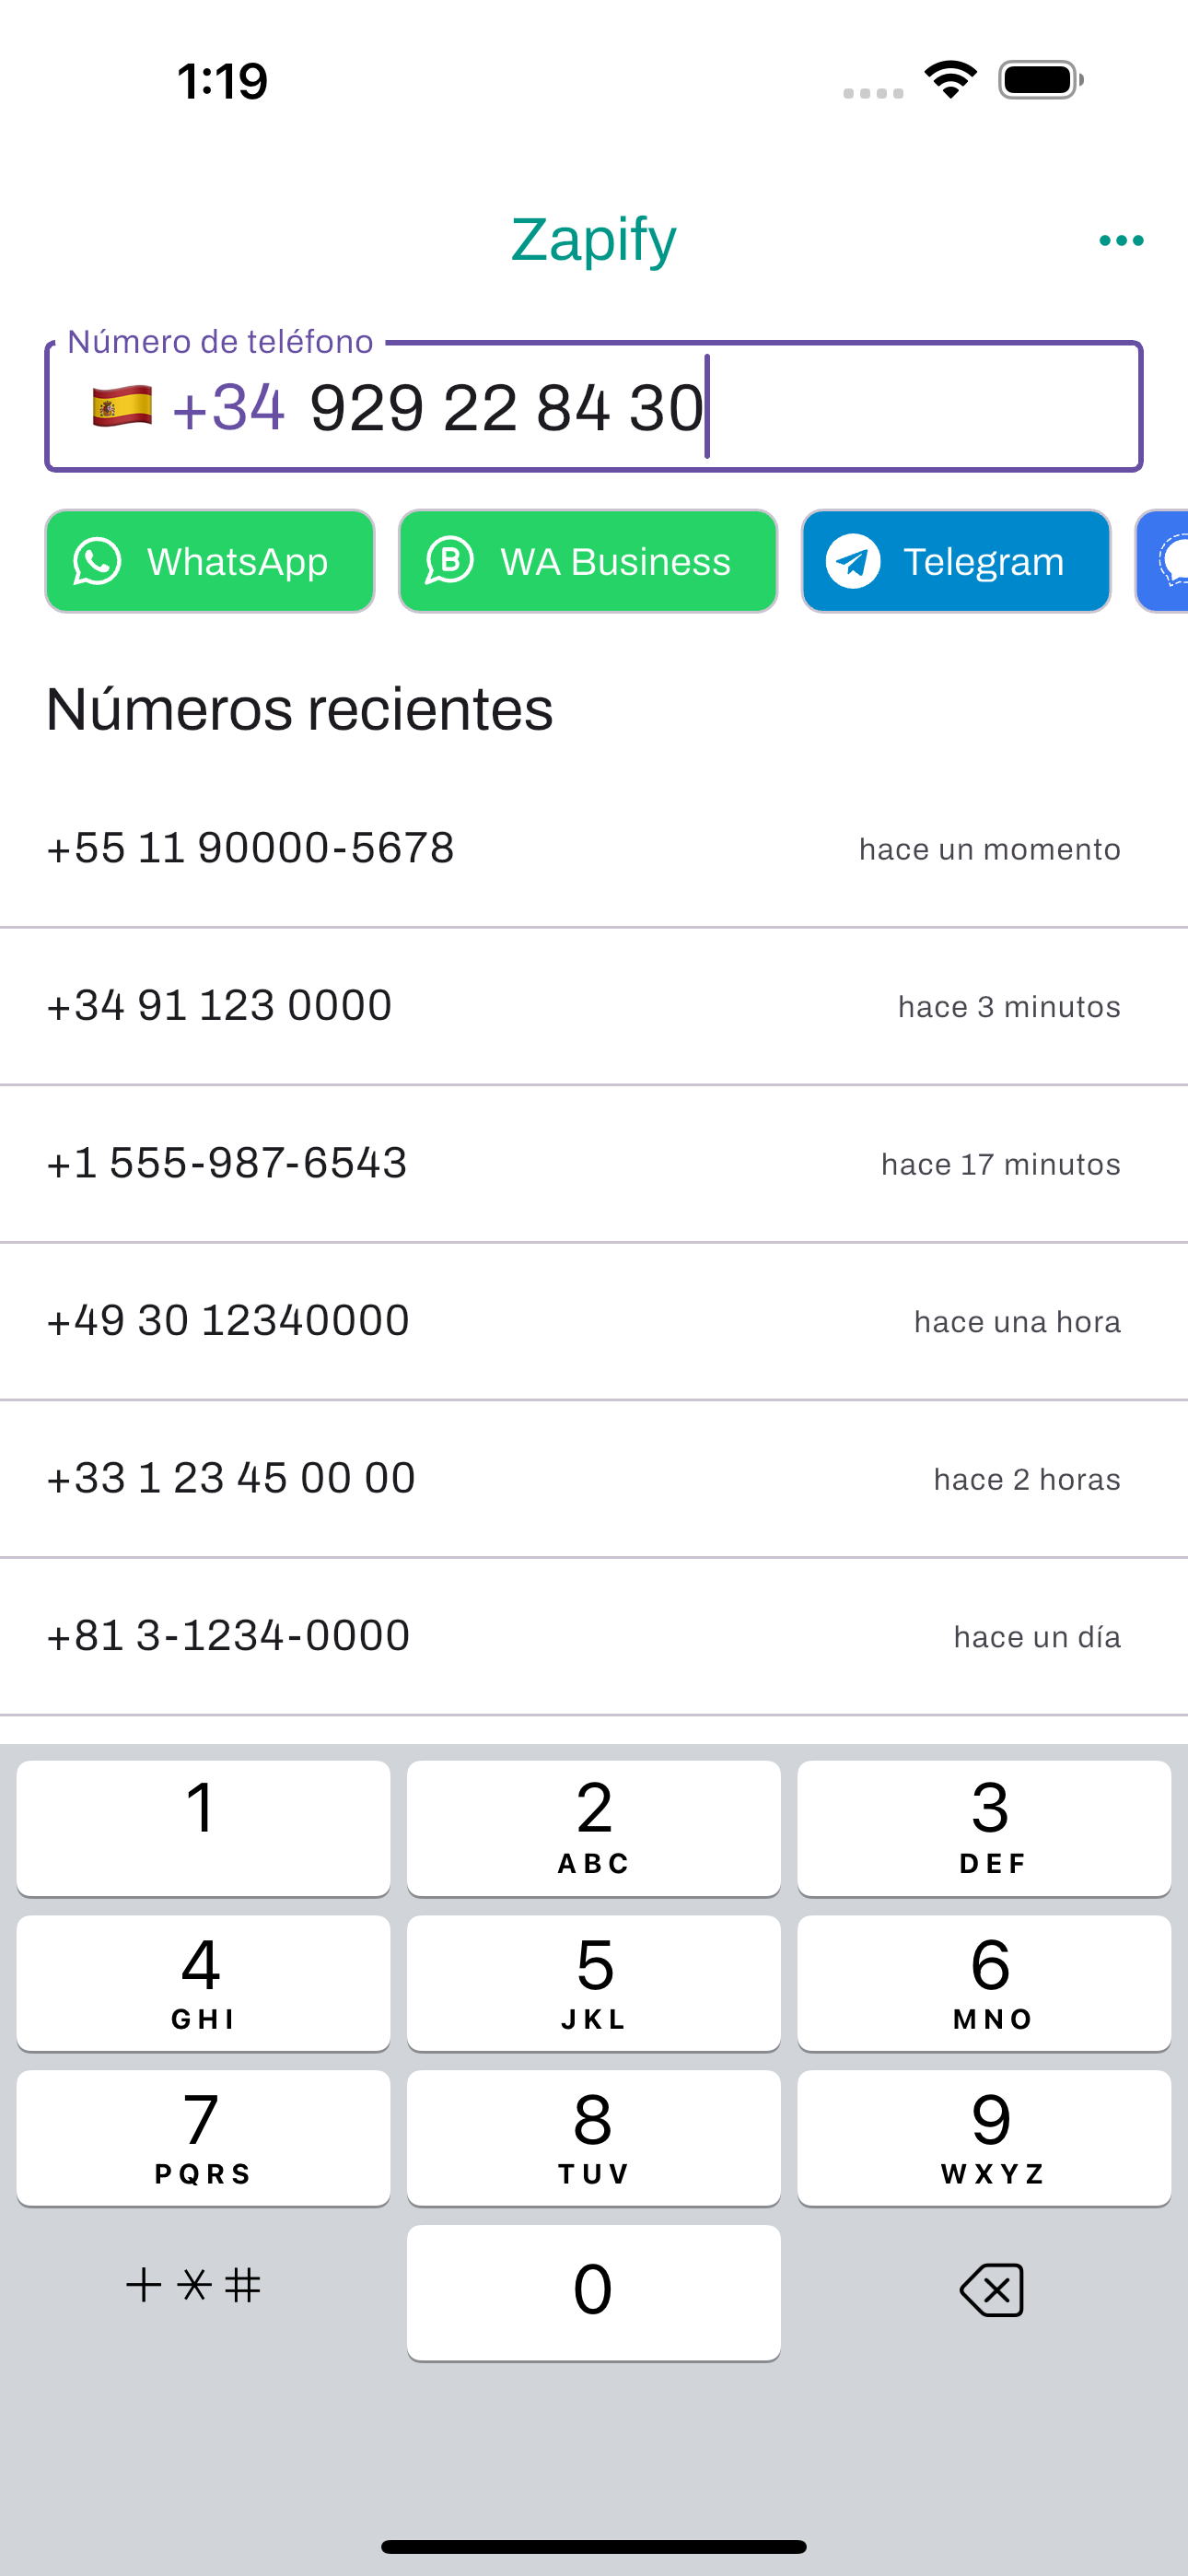 1:19
Zapify
Número de teléfono
+34 929 22 84 30
WhatsApp
WA Business
Telegram
Números recientes
+55 11 90000-5678
hace un momento
+34 91 123 0000
hace 3 minutos
+1 555-987-6543
hace 17 minutos
+49 30 12340000
hace una hora
+33 1 23 45 00 00
hace 2 horas
+81 3-1234-0000
hace un día
1
2
ABC
3
DEF
4
GHI
5
JKL
6
MNO
7
PQRS
8
TUV
9
WXYZ
+*#
0